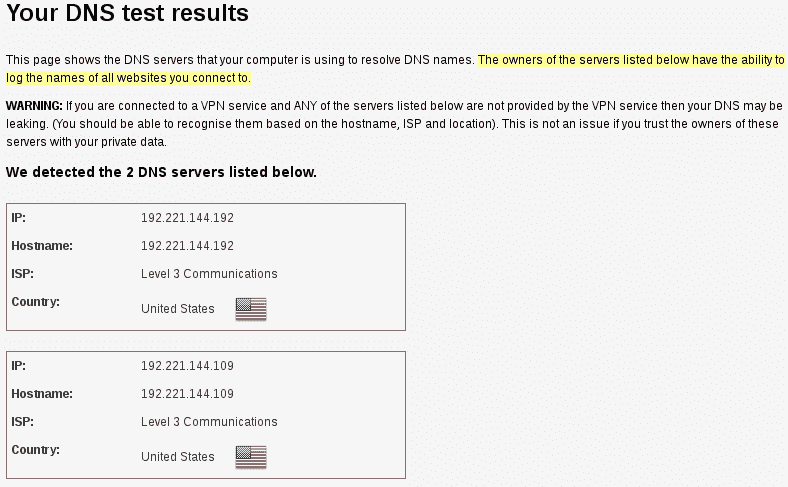 Your DNS test results
This page shows the DNS servers that your computer is using to resolve DNS names. The owners of the servers listed below have the ability to
log the names of all websites you connect to.
WARNING: If you are connected to a VPN service and ANY of the servers listed below are not provided by the VPN service then your DNS may be
leaking. (You should be able to recognise them based on the hostname, ISP and location). This is not an issue if you trust the owners of these
servers with your private data.
We detected the 2 DNS servers listed below.
IP: 192.221.144.192
Hostname: 192.221.144.192
ISP: Level 3 Communications
Country: United States
IP: 192.221.144.109
Hostname: 192.221.144.109
ISP: Level 3 Communications
Country: United States